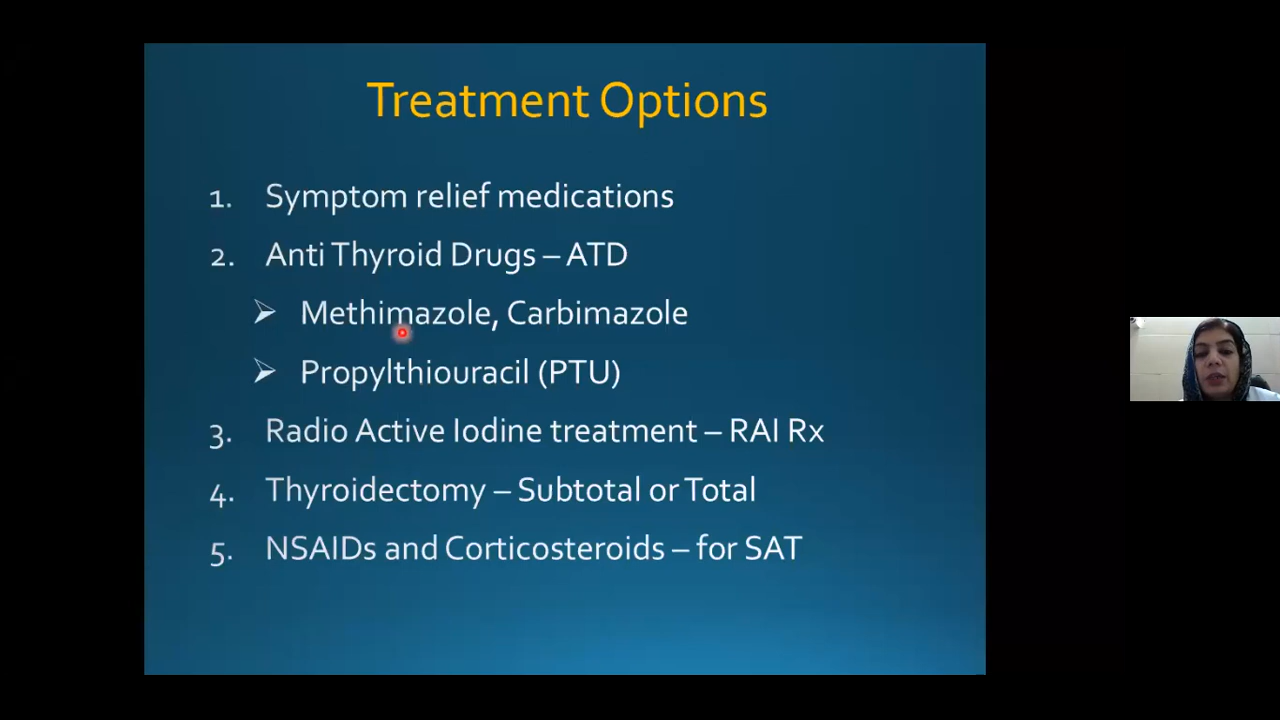 Treatment Options
1. Symptom relief medications
2. Anti Thyroid Drugs – ATD
➢ Methimazole, Carbimazole
➢ Propylthiouracil (PTU)
3. Radio Active Iodine treatment – RAI Rx
4. Thyroidectomy – Subtotal or Total
5. NSAIDs and Corticosteroids – for SAT